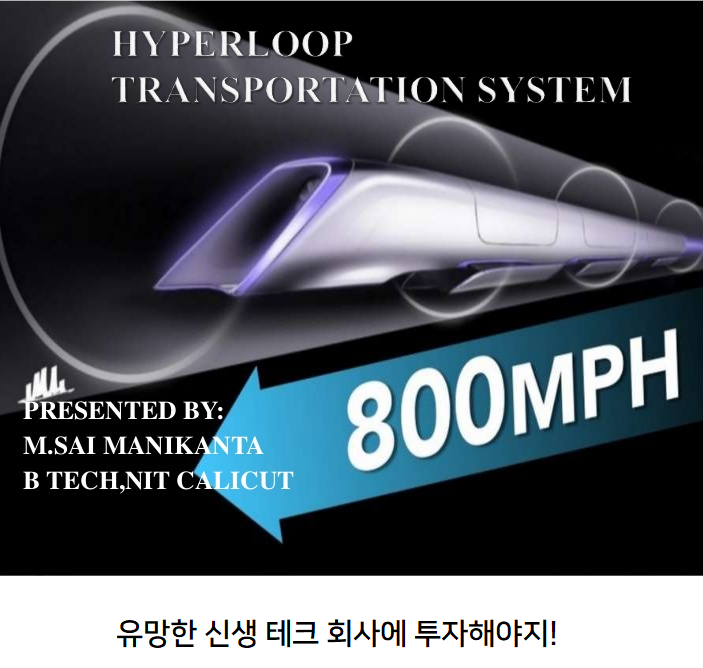 HYPERLOOP
TRANSPORTATION SYSTEM
800MPH
PRESENTED BY:
M.SAI MANIKANTA
B TECH,NIT CALICUT
유망한 신생 테크 회사에 투자해야지!